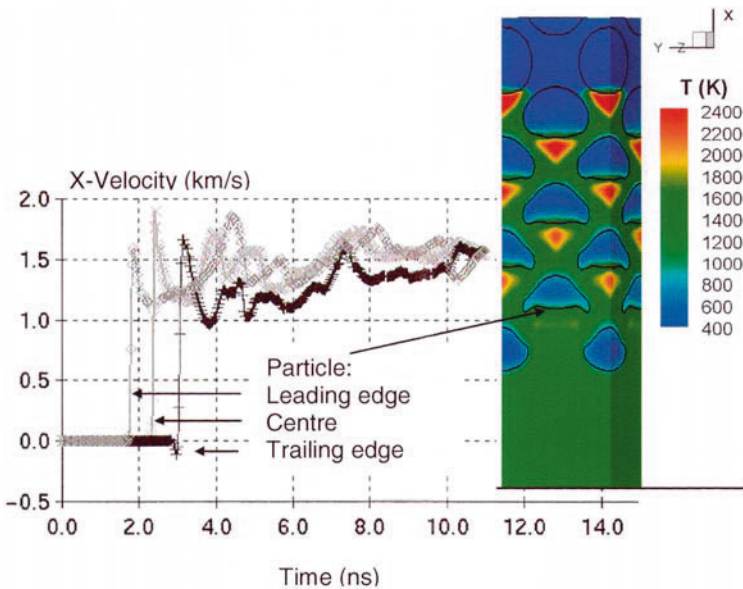 X
Y
Z
T (K)
2400
2200
2000
1800
1600
1400
1200
1000
800
600
400
X-Velocity (km/s)
2.0
1.5
1.0
0.5
0.0
−0.5
Particle:
Leading edge
Centre
Trailing edge
0.0 2.0 4.0 6.0 8.0 10.0 12.0 14.0
Time (ns)